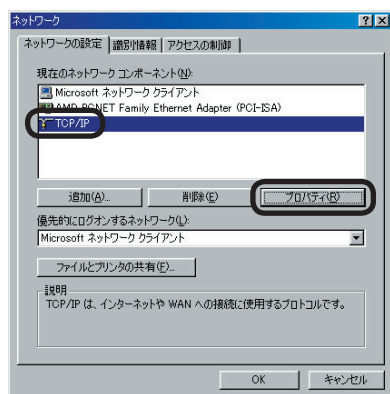 ネットワーク
ネットワークの設定 識別情報 アクセスの制御
現在のネットワーク コンポーネント(N):
Microsoft ネットワーク クライアント
AMD PCNET Family Ethernet Adapter (PCI-ISA)
TCP/IP
追加(A)... 削除(E) プロパティ(R)
優先的にログオンするネットワーク(L):
Microsoft ネットワーク クライアント
ファイルとプリンタの共有(F)...
説明
TCP/IP は、インターネットや WAN への接続に使用するプロトコルです。
OK キャンセル